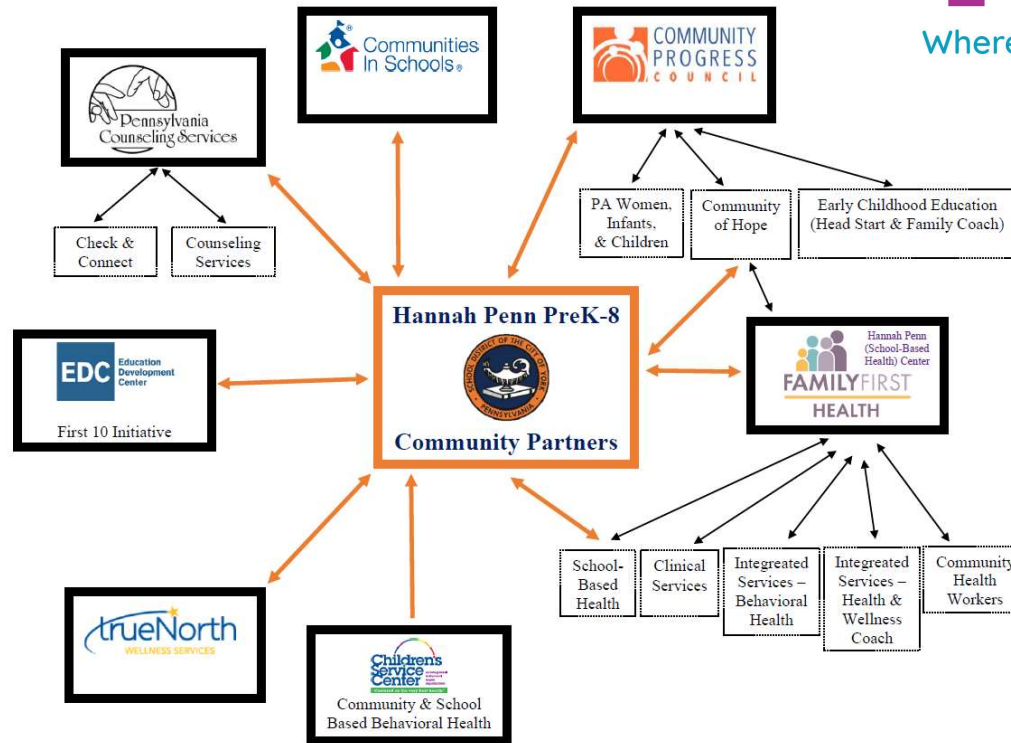 Where
Communities
In Schools®
COMMUNITY
PROGRESS
COUNCIL
Pennsylvania
Counseling Services
PA Women,
Infants,
& Children
Community
of Hope
Early Childhood Education
(Head Start & Family Coach)
Check &
Connect
Counseling
Services
Hannah Penn PreK-8
SCHOOL DISTRICT OF THE CITY OF YORK
• PENNSYLVANIA •
Community Partners
Hannah Penn
(School-Based
Health) Center
FAMILYFIRST
HEALTH
EDC
Education
Development
Center
First 10 Initiative
School-
Based
Health
Clinical
Services
Integrated
Services –
Behavioral
Health
Integrated
Services –
Health &
Wellness
Coach
Community
Health
Workers
trueNorth
WELLNESS SERVICES
Children's
Service
Center
Community & School
Based Behavioral Health